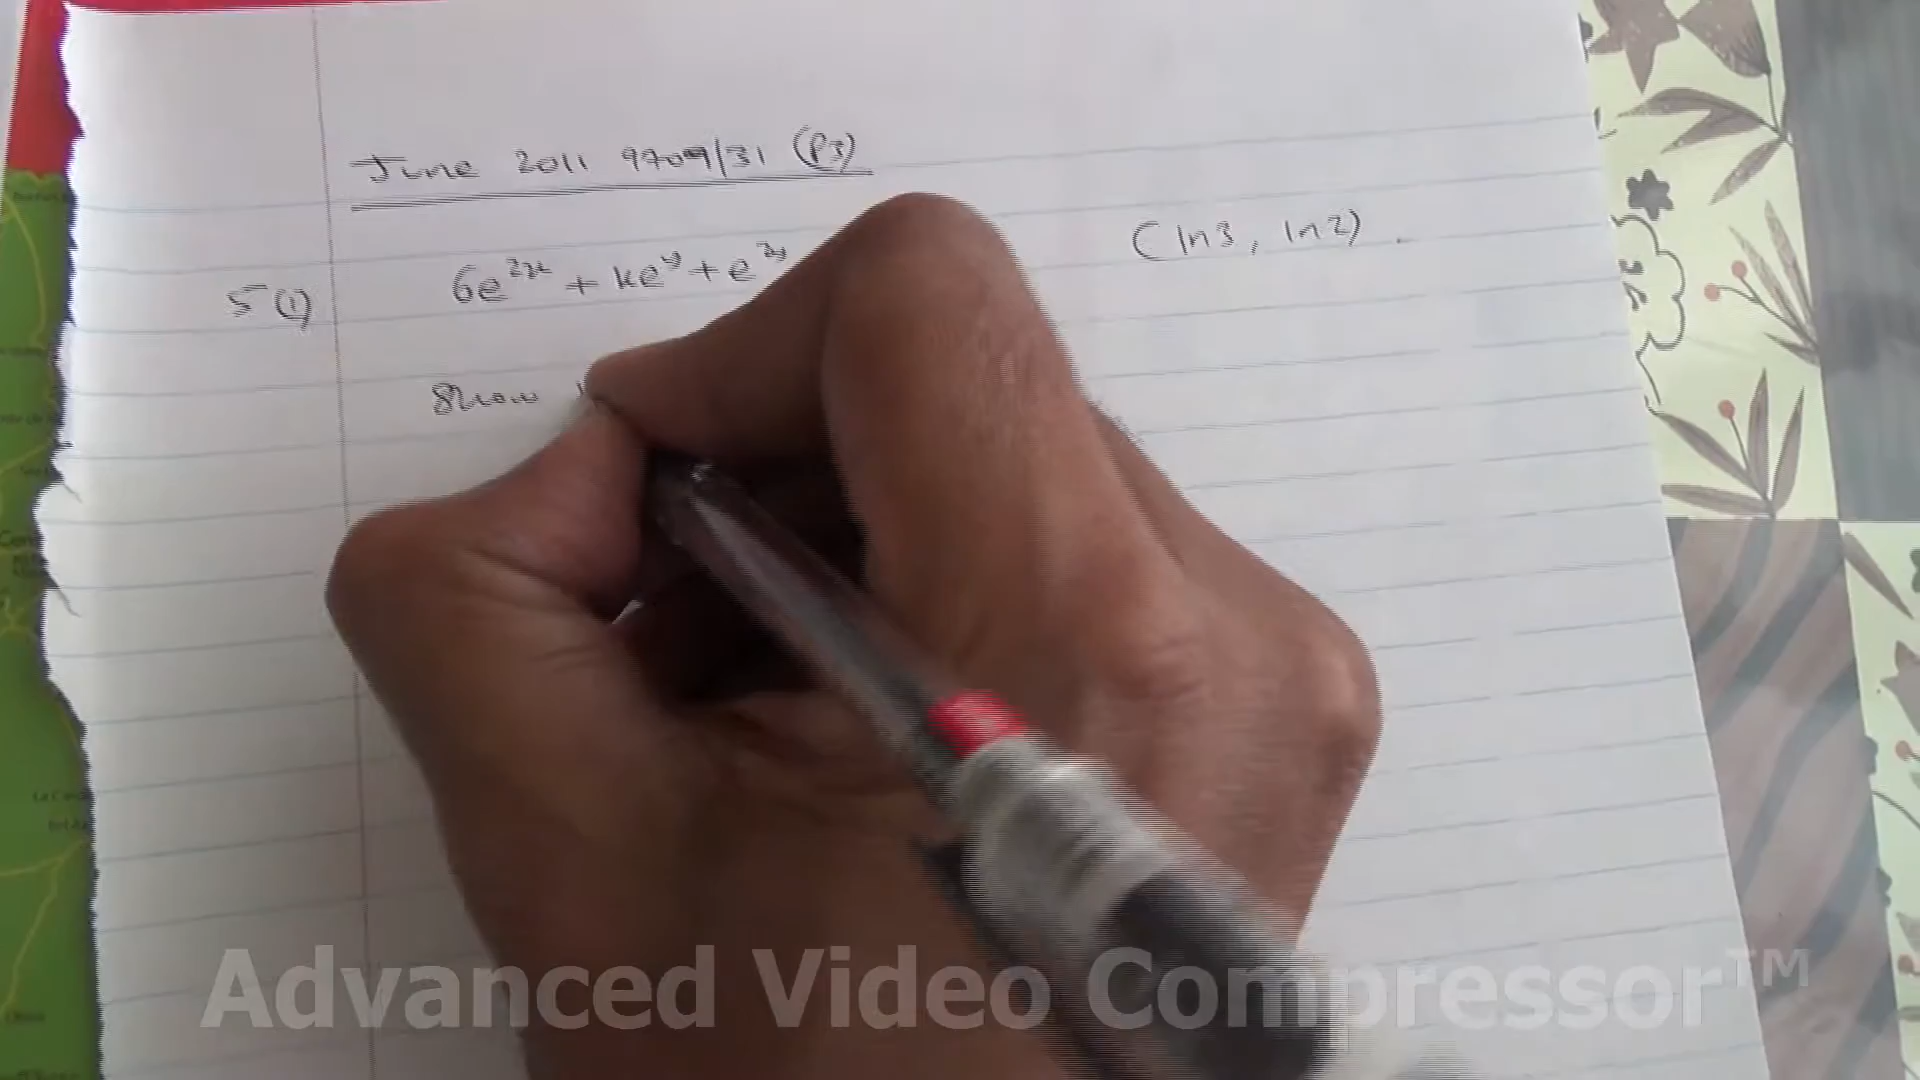 June 2011 9709/31 (P3)
(ln3, ln2).
5(i) 6e^2x + ke^y + e^2y
Show
Advanced Video Compressor™